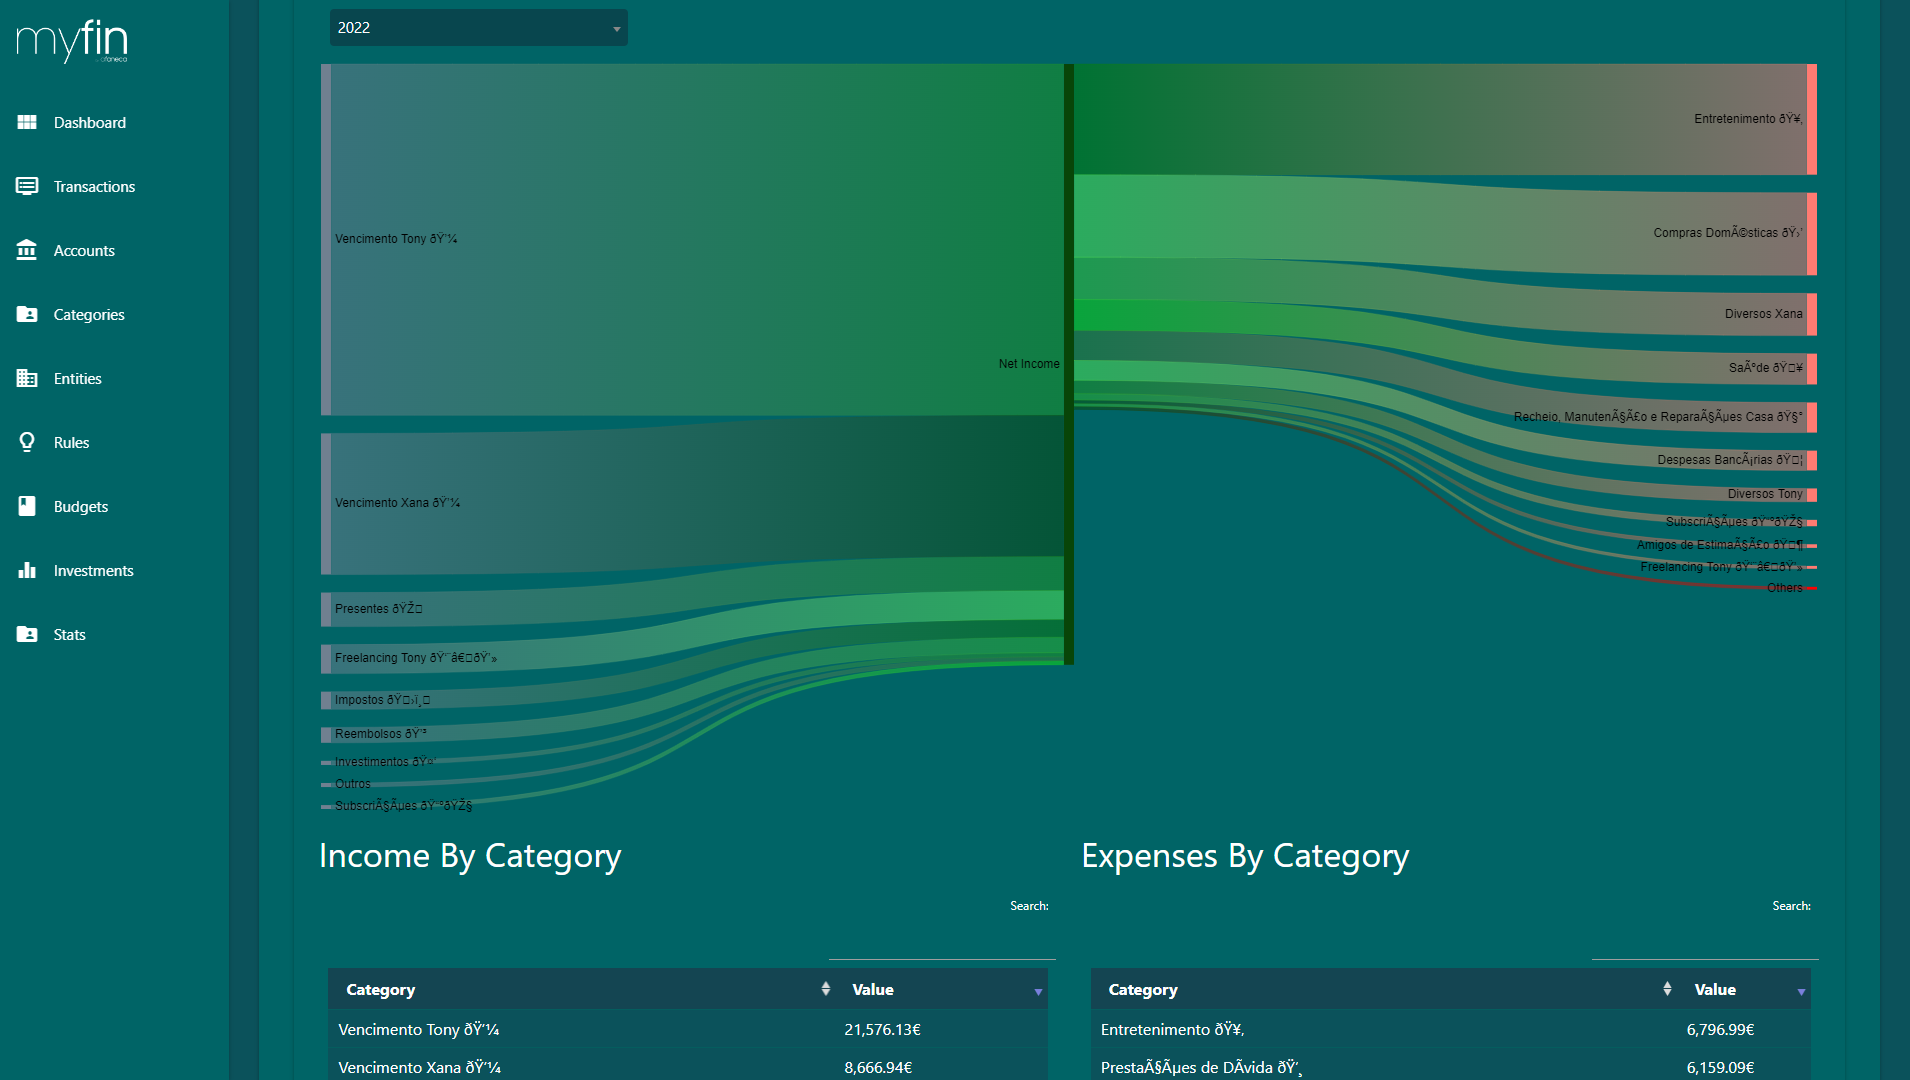 myfin
2022
Dashboard
Transactions
Accounts
Categories
Entities
Rules
Budgets
Investments
Stats
Vencimento Tony ðŸ’¼
Vencimento Xana ðŸ’¼
Presentes ðŸŽ□
Freelancing Tony ðŸ‘¨â€□ðŸ’»
Impostos ðŸ□›ï¸□
Reembolsos ðŸ’³
Investimentos ðŸ¤‘
Outros
SubscriÃ§Ãµes ðŸ‘ºðŸŽ§
Net Income
Entretenimento ðŸ¥‚
Compras DomÃ©sticas ðŸ›’
Diversos Xana
SaÃºde ðŸ□¥
Recheio, ManutenÃ§Ã£o e ReparaÃ§Ãµes Casa ðŸ§°
Despesas BancÃ¡rias ðŸ□¦
Diversos Tony
SubscriÃ§Ãµes ðŸ‘ºðŸŽ§
Amigos de EstimaÃ§Ã£o ðŸ□¶
Freelancing Tony ðŸ‘¨â€□ðŸ’»
Others
Income By Category
Search:
Category Value
Vencimento Tony ðŸ’¼ 21,576.13€
Vencimento Xana ðŸ’¼ 8,666.94€
Expenses By Category
Search:
Category Value
Entretenimento ðŸ¥‚ 6,796.99€
PrestaÃ§Ãµes de DÃ­vida ðŸ’¸ 6,159.09€